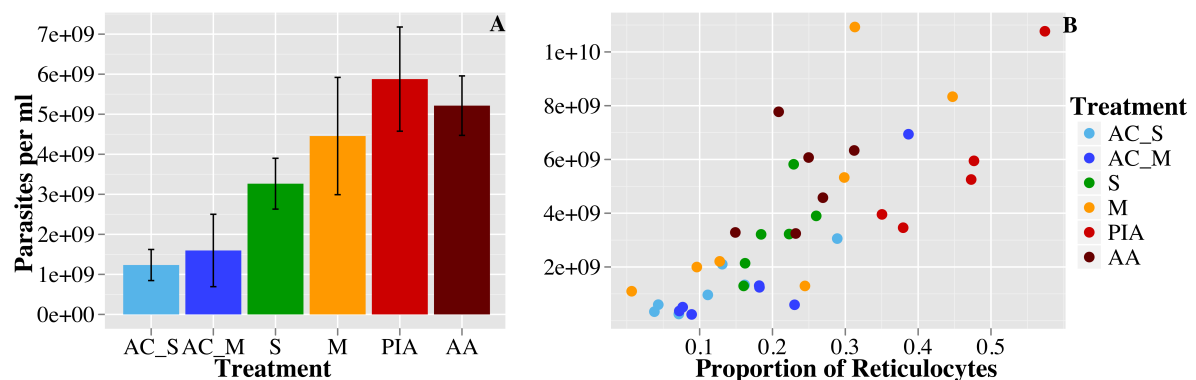 A
Parasites per ml
7e+09
6e+09
5e+09
4e+09
3e+09
2e+09
1e+09
0e+00
AC_S AC_M S M PIA AA
Treatment
B
1e+10
8e+09
6e+09
4e+09
2e+09
0.1 0.2 0.3 0.4 0.5
Proportion of Reticulocytes
Treatment
AC_S
AC_M
S
M
PIA
AA